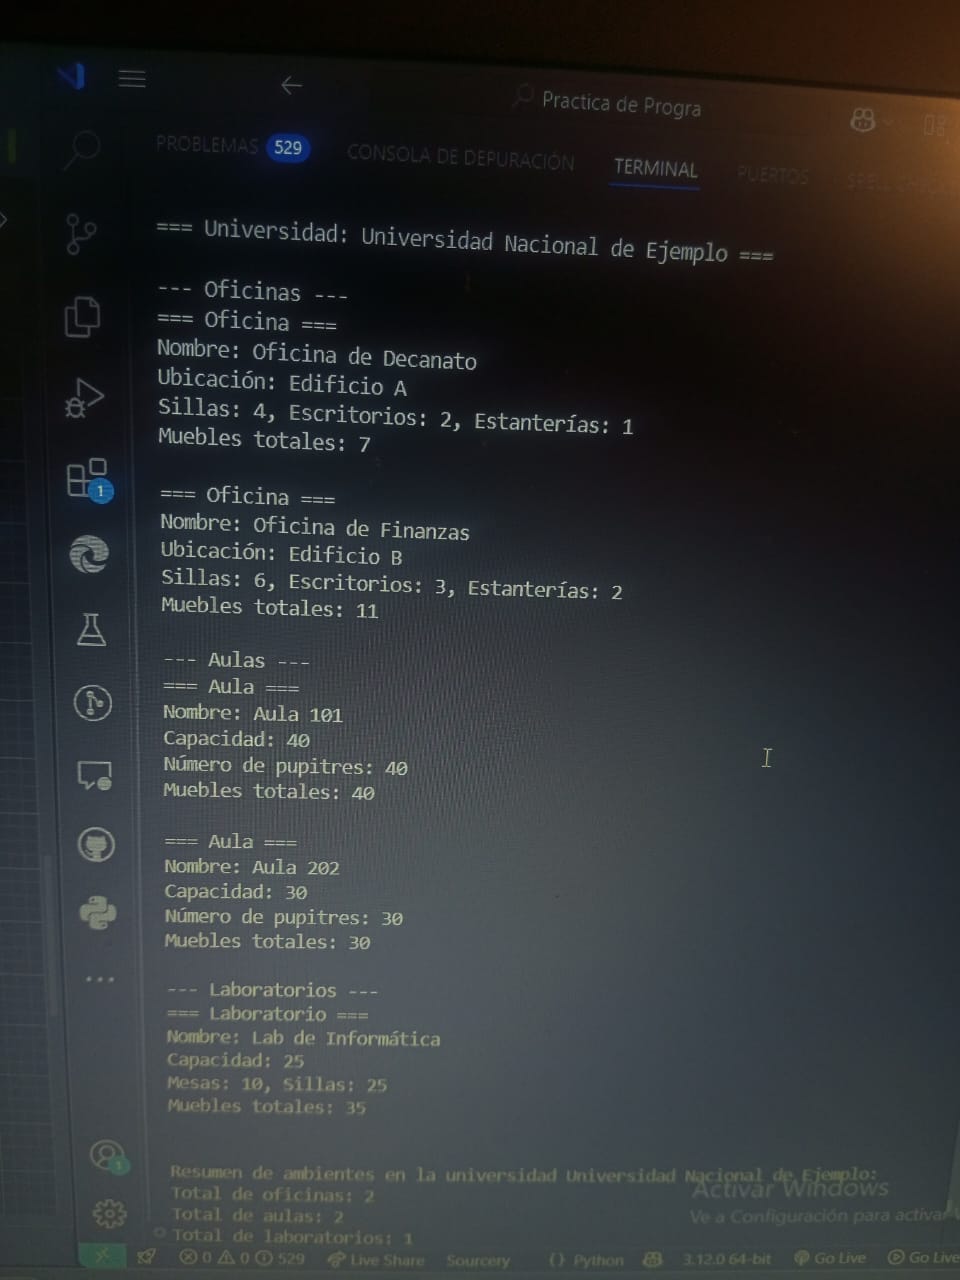 Practica de Progra
PROBLEMAS 529 CONSOLA DE DEPURACIÓN TERMINAL PUERTOS
=== Universidad: Universidad Nacional de Ejemplo ===
--- Oficinas ---
=== Oficina ===
Nombre: Oficina de Decanato
Ubicación: Edificio A
Sillas: 4, Escritorios: 2, Estanterías: 1
Muebles totales: 7
=== Oficina ===
Nombre: Oficina de Finanzas
Ubicación: Edificio B
Sillas: 6, Escritorios: 3, Estanterías: 2
Muebles totales: 11
--- Aulas ---
=== Aula ===
Nombre: Aula 101
Capacidad: 40
Número de pupitres: 40
Muebles totales: 40
=== Aula ===
Nombre: Aula 202
Capacidad: 30
Número de pupitres: 30
Muebles totales: 30
--- Laboratorios ---
=== Laboratorio ===
Nombre: Lab de Informática
Capacidad: 25
Mesas: 10, Sillas: 25
Muebles totales: 35
Resumen de ambientes en la universidad Universidad Nacional de Ejemplo:
Total de oficinas: 2
Total de aulas: 2
Total de laboratorios: 1
Activar Windows
Ve a Configuración para activar
1
1
0 0 529 Live Share Sourcery {} Python 3.12.0 64-bit Go Live Go Live